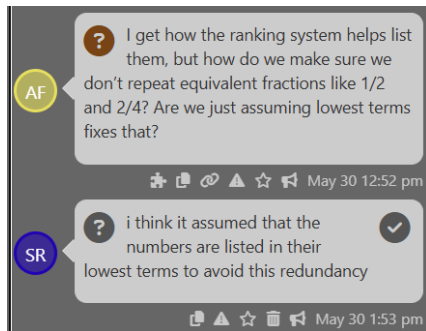 ? I get how the ranking system helps list
them, but how do we make sure we
don't repeat equivalent fractions like 1/2
and 2/4? Are we just assuming lowest terms
fixes that?
AF
May 30 12:52 pm
? i think it assumed that the
numbers are listed in their
lowest terms to avoid this redundancy
SR
May 30 1:53 pm